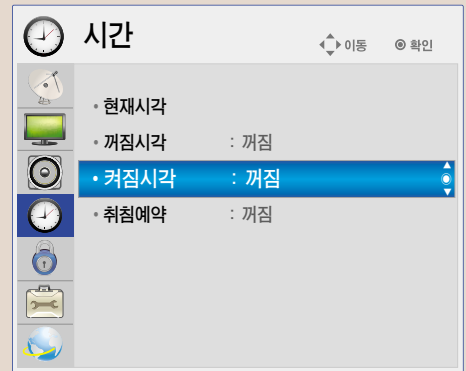 시간
이동 확인
• 현재시각
• 꺼짐시각 : 꺼짐
• 켜짐시각 : 꺼짐
• 취침예약 : 꺼짐